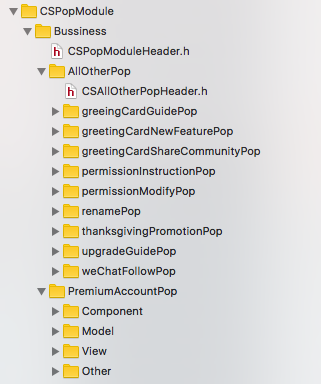 CSPopModule
Bussiness
h CSPopModuleHeader.h
AllOtherPop
h CSAllOtherPopHeader.h
greeingCardGuidePop
greetingCardNewFeaturePop
greetingCardShareCommunityPop
permissionInstructionPop
permissionModifyPop
renamePop
thanksgivingPromotionPop
upgradeGuidePop
weChatFollowPop
PremiumAccountPop
Component
Model
View
Other